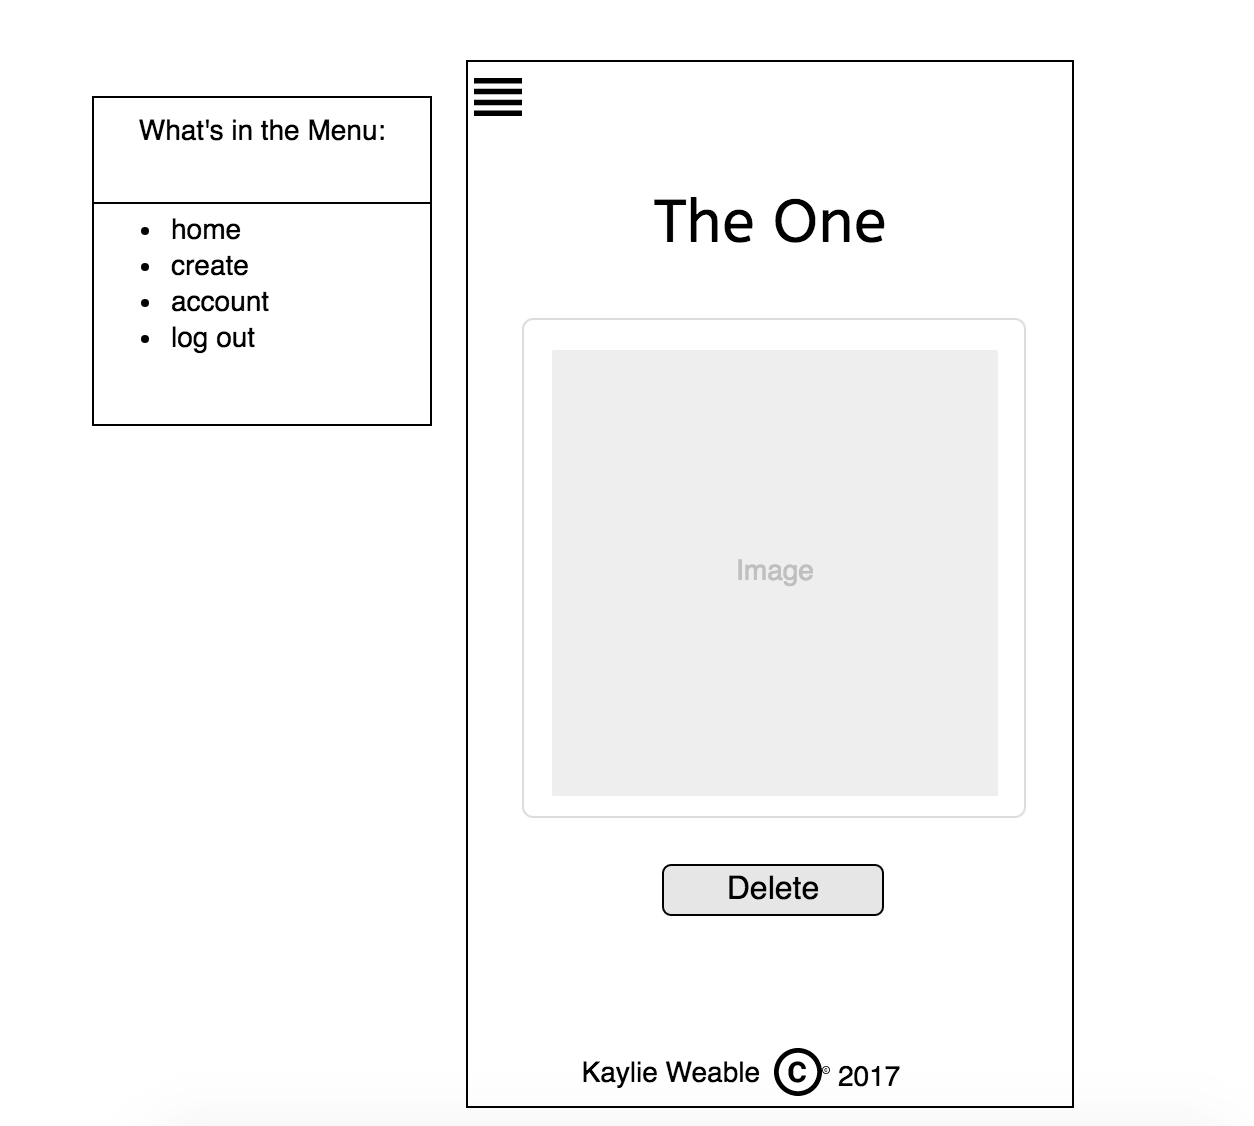 What's in the Menu:
• home
• create
• account
• log out
The One
Image
Delete
Kaylie Weable © © 2017